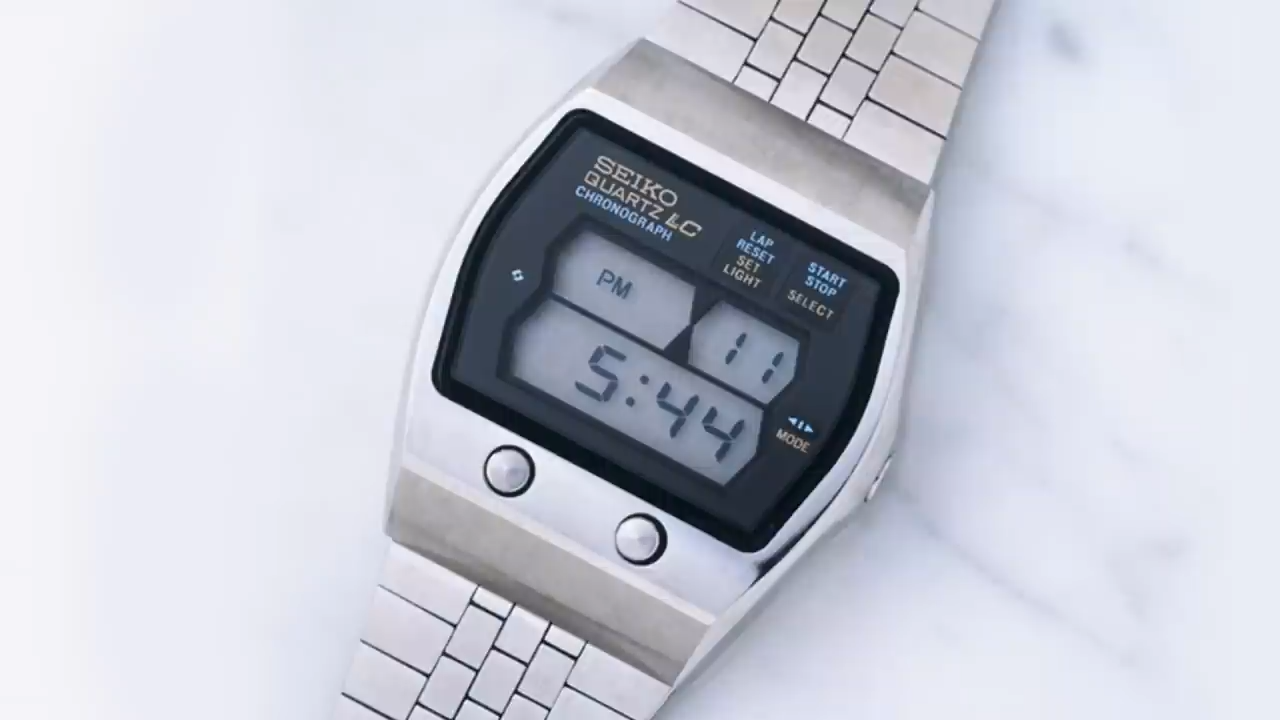 SEIKO
QUARTZ LC
CHRONOGRAPH
LAP
RESET
SET
LIGHT
START
STOP
SELECT
PM
11
5:44
MODE